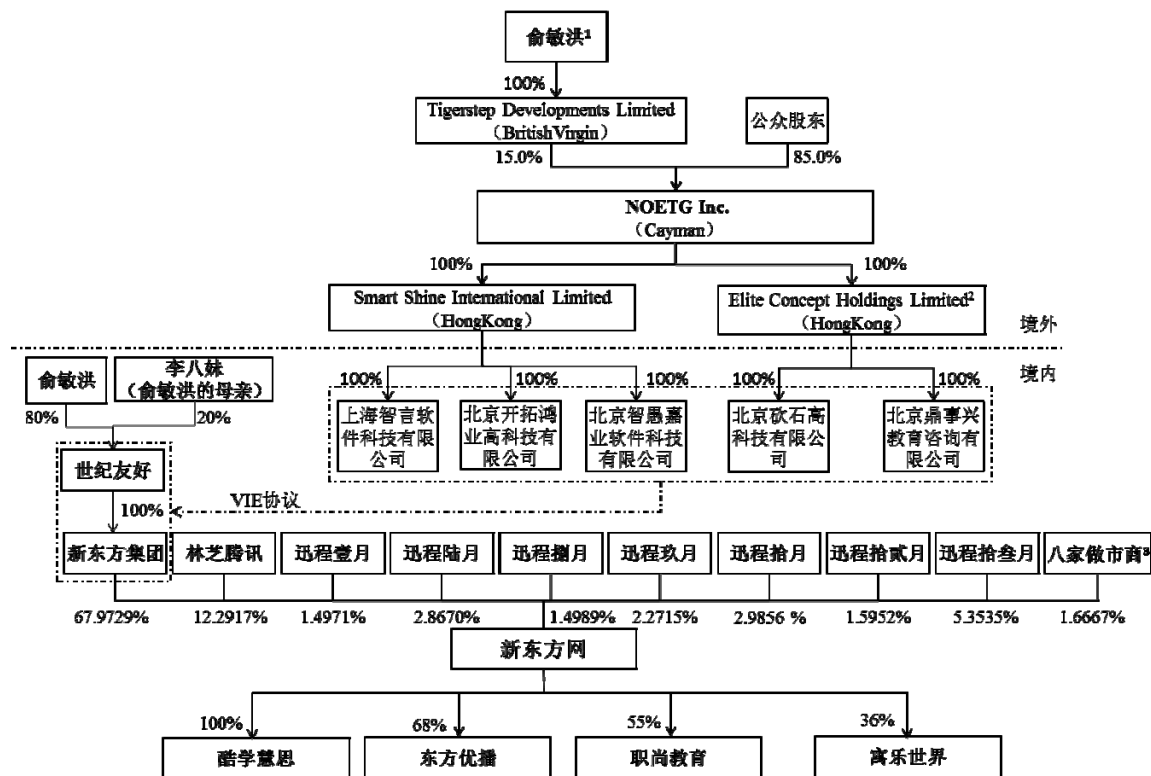 俞敏洪¹
100%
Tigerstep Developments Limited
（BritishVirgin）
公众股东
15.0%
85.0%
NOETG Inc.
（Cayman）
100%
100%
Smart Shine International Limited
（HongKong）
Elite Concept Holdings Limited²
（HongKong）
境外
境内
俞敏洪
李八妹
（俞敏洪的母亲）
80%
20%
100%
100%
100%
100%
100%
上海智言软
件科技有限
公司
北京开拓鸿
业高科技有
限公司
北京智愚嘉
业软件科技
有限公司
北京砍石高
科技有限公
司
北京鼎事兴
教育咨询有
限公司
世纪友好
VIE协议
100%
新东方集团
林芝腾讯
迅程壹月
迅程陆月
迅程捌月
迅程玖月
迅程拾月
迅程拾贰月
迅程拾叁月
八家做市商³
67.9729%
12.2917%
1.4971%
2.8670%
1.4989%
2.2715%
2.9856 %
1.5952%
5.3535%
1.6667%
新东方网
100%
68%
55%
36%
酷学慧思
东方优播
职尚教育
寓乐世界